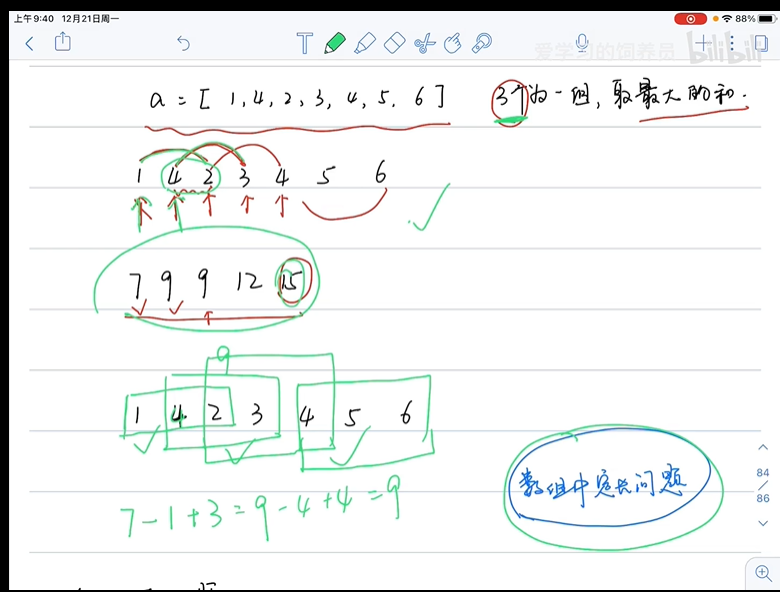 上午9:40 12月21日周一
88%
爱学习的饲养员 bilibili
a = [ 1, 4, 2, 3, 4, 5, 6 ] 3个为一组, 取最大的和.
1 4 2 3 4 5 6
7 9 9 12 15
9
1 4 2 3 4 5 6
7-1+3=9-4+4=9
数组中定长问题
84
/
86